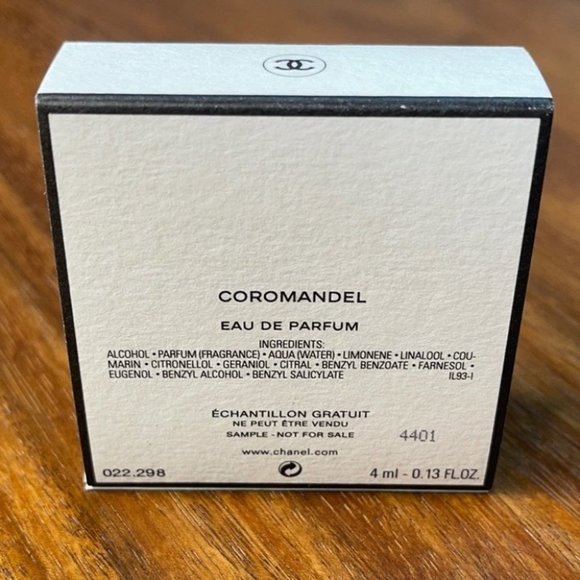 COROMANDEL
EAU DE PARFUM
INGREDIENTS:
ALCOHOL • PARFUM (FRAGRANCE) • AQUA (WATER) • LIMONENE • LINALOOL • COU-
MARIN • CITRONELLOL • GERANIOL • CITRAL • BENZYL BENZOATE • FARNESOL •
EUGENOL • BENZYL ALCOHOL • BENZYL SALICYLATE IL93-I
ÉCHANTILLON GRATUIT
NE PEUT ÊTRE VENDU
SAMPLE - NOT FOR SALE 4401
www.chanel.com
022.298 4 ml - 0.13 FL.OZ.